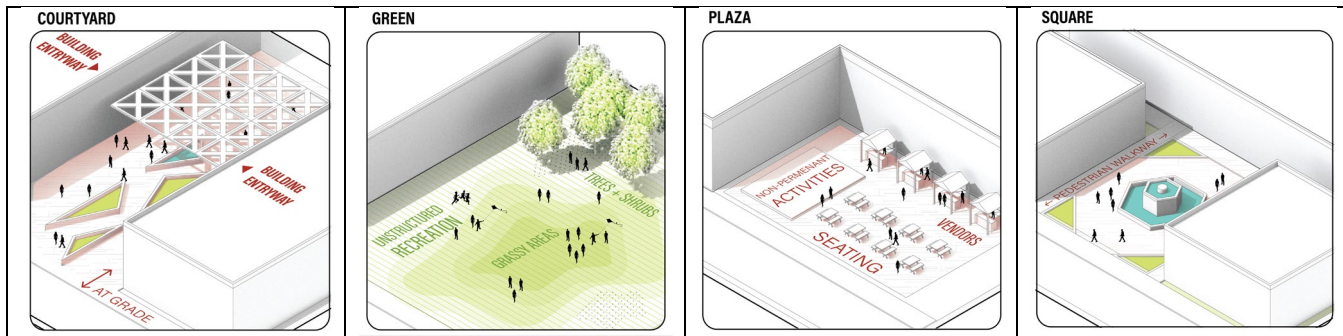 COURTYARD
BUILDING
ENTRYWAY
BUILDING
ENTRYWAY
AT GRADE
GREEN
TREES + SHRUBS
UNSTRUCTURED
RECREATION
GRASSY AREAS
PLAZA
NON-PERMENANT
ACTIVITIES
SEATING
VENDORS
SQUARE
PEDESTRIAN WALKWAY